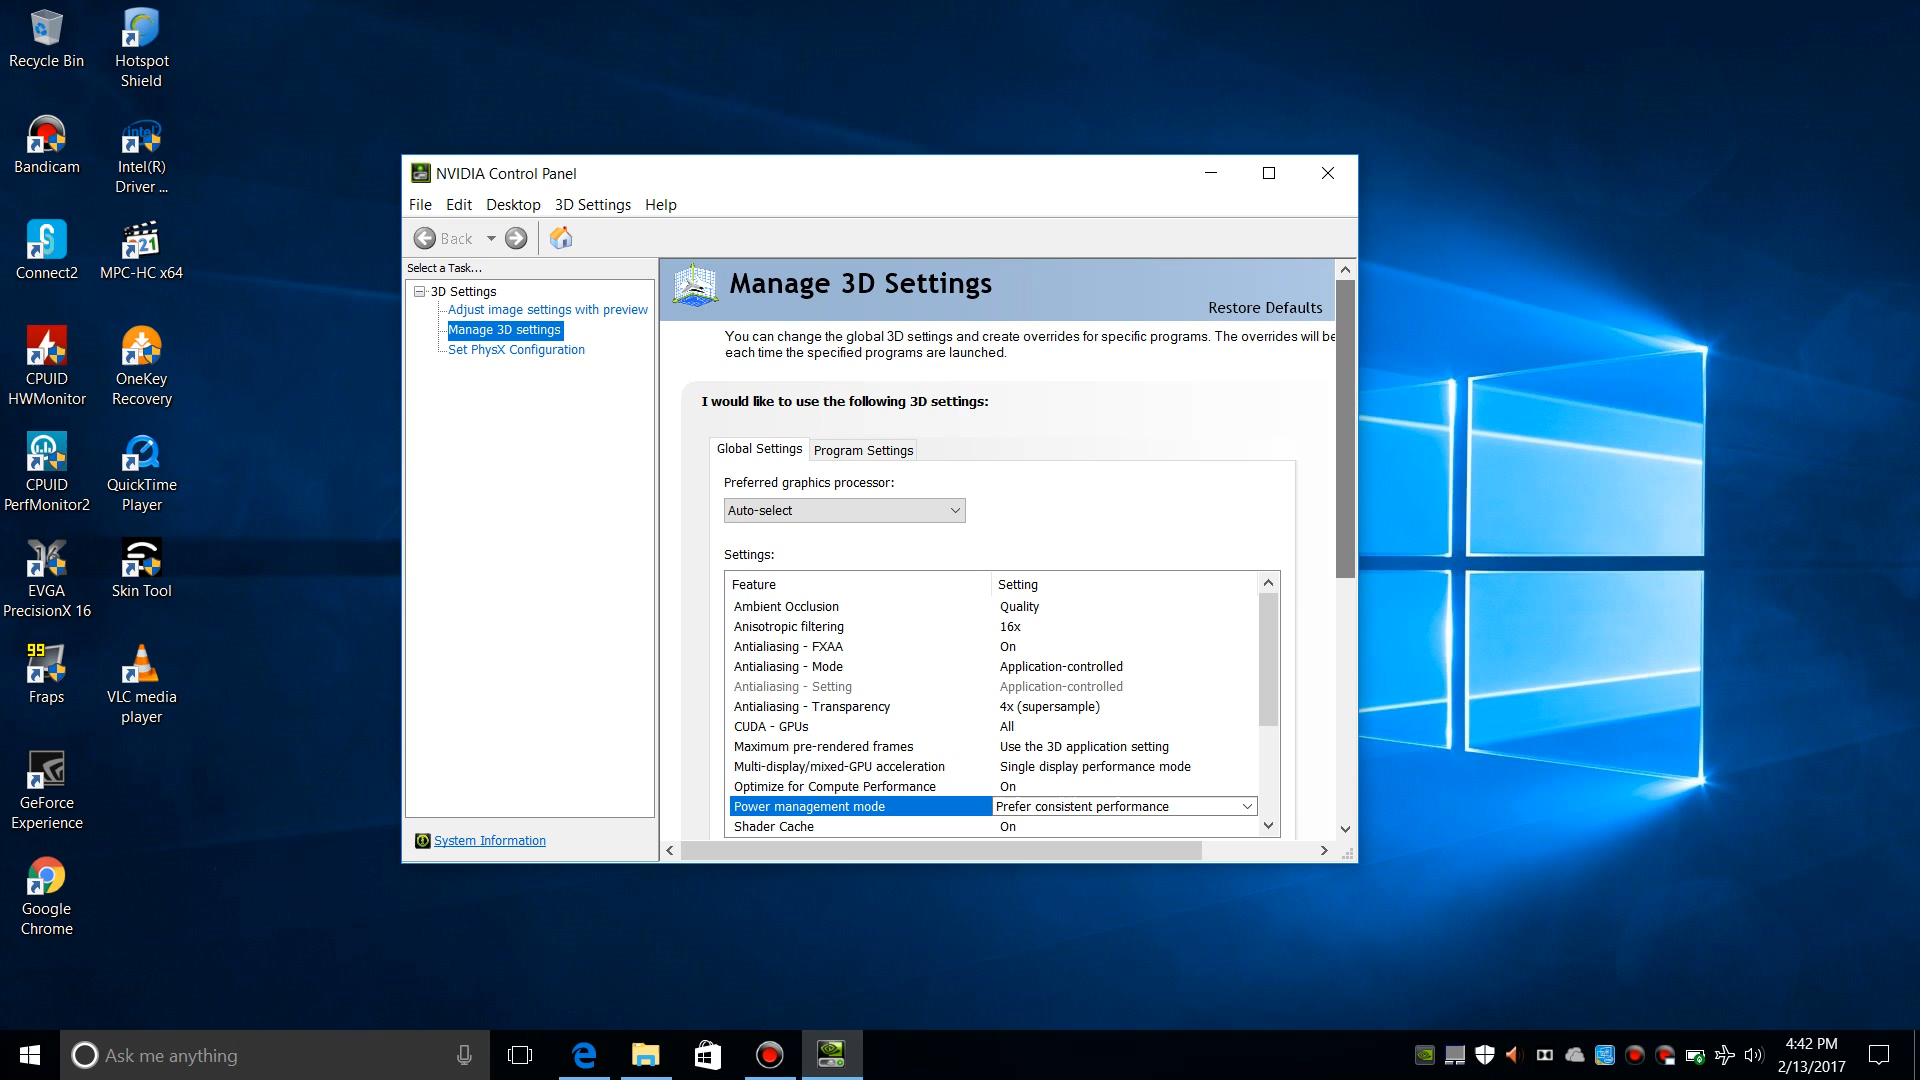 Recycle Bin
Hotspot
Shield
Bandicam
intel
Intel(R)
Driver ...
Connect2
21
MPC-HC x64
CPUID
HWMonitor
OneKey
Recovery
CPUID
PerfMonitor2
QuickTime
Player
16
EVGA
PrecisionX 16
Skin Tool
99
Fraps
VLC media
player
GeForce
Experience
Google
Chrome
NVIDIA Control Panel
File Edit Desktop 3D Settings Help
Back
Select a Task...
3D Settings
Adjust image settings with preview
Manage 3D settings
Set PhysX Configuration
System Information
Manage 3D Settings
Restore Defaults
You can change the global 3D settings and create overrides for specific programs. The overrides will be
each time the specified programs are launched.
I would like to use the following 3D settings:
Global Settings Program Settings
Preferred graphics processor:
Auto-select
Settings:
Feature Setting
Ambient Occlusion Quality
Anisotropic filtering 16x
Antialiasing - FXAA On
Antialiasing - Mode Application-controlled
Antialiasing - Setting Application-controlled
Antialiasing - Transparency 4x (supersample)
CUDA - GPUs All
Maximum pre-rendered frames Use the 3D application setting
Multi-display/mixed-GPU acceleration Single display performance mode
Optimize for Compute Performance On
Power management mode Prefer consistent performance
Shader Cache On
Ask me anything
4:42 PM
2/13/2017